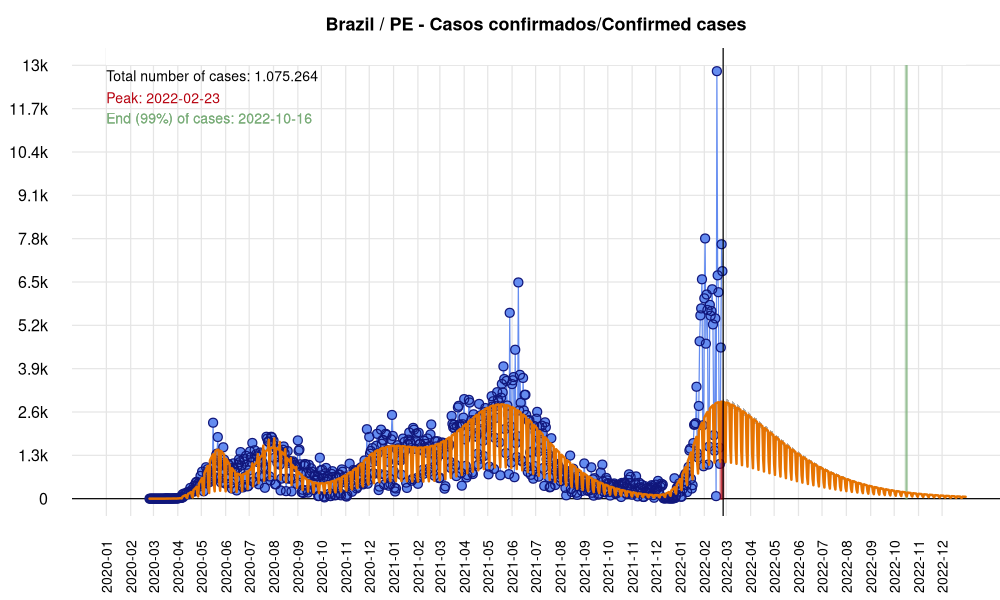 Brazil / PE - Casos confirmados/Confirmed cases
Total number of cases: 1.075.264
Peak: 2022-02-23
End (99%) of cases: 2022-10-16
13k
11.7k
10.4k
9.1k
7.8k
6.5k
5.2k
3.9k
2.6k
1.3k
0
2020-01
2020-02
2020-03
2020-04
2020-05
2020-06
2020-07
2020-08
2020-09
2020-10
2020-11
2020-12
2021-01
2021-02
2021-03
2021-04
2021-05
2021-06
2021-07
2021-08
2021-09
2021-10
2021-11
2021-12
2022-01
2022-02
2022-03
2022-04
2022-05
2022-06
2022-07
2022-08
2022-09
2022-10
2022-11
2022-12